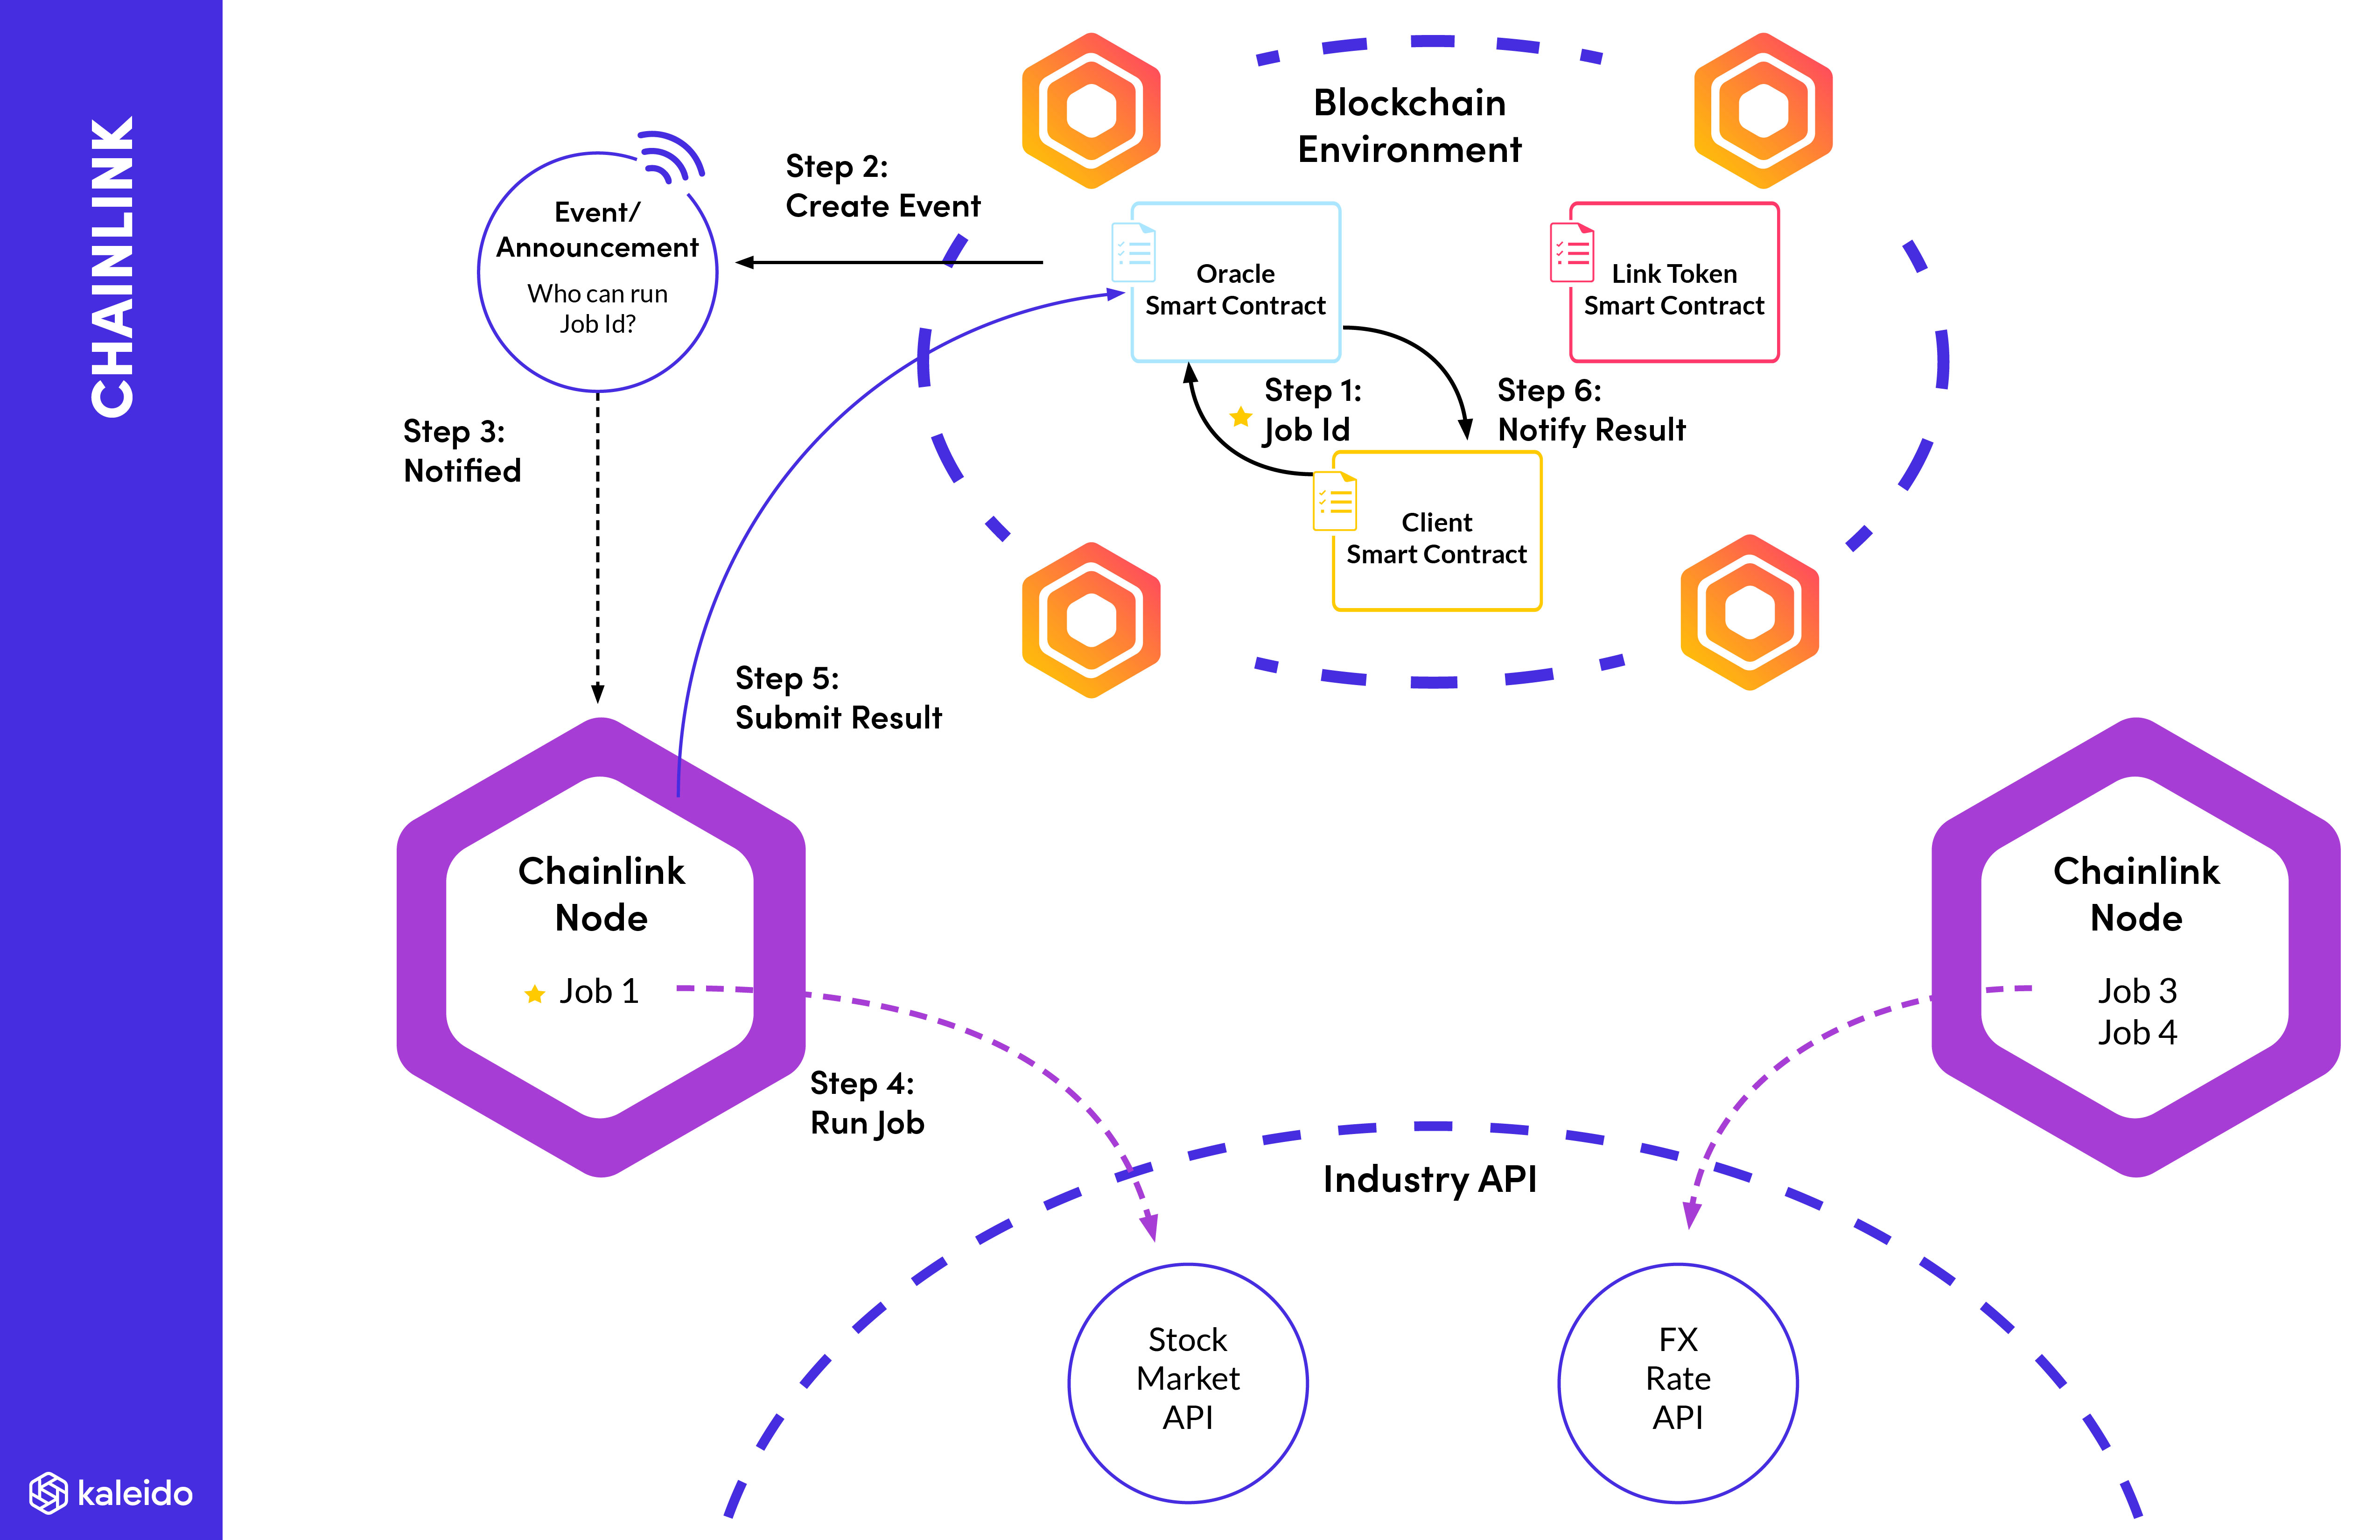 CHAINLINK
kaleido
Blockchain
Environment
Step 2:
Create Event
Event/
Announcement
Who can run
Job Id?
Oracle
Smart Contract
Link Token
Smart Contract
Step 1:
Job Id
Step 6:
Notify Result
Step 3:
Notified
Client
Smart Contract
Step 5:
Submit Result
Chainlink
Node
Job 1
Chainlink
Node
Job 3
Job 4
Step 4:
Run Job
Industry API
Stock
Market
API
FX
Rate
API